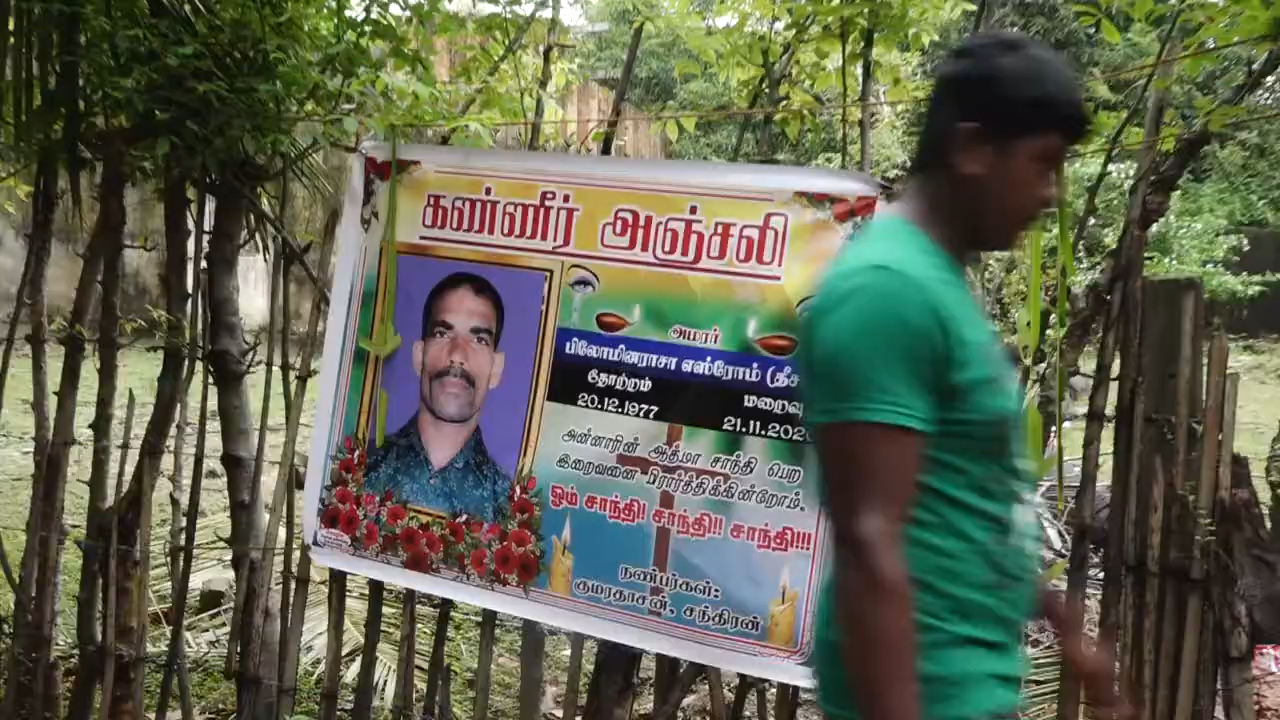 கண்ணீர் அஞ்சலி
அமரர்
பிலோமினராசா எஸ்ரோம்
தோற்றம் மறைவு
20.12.1977 21.11.2020
அன்னாரின் ஆத்மா சாந்தி பெற
இறைவனை பிரார்த்திக்கின்றோம்.
ஓம் சாந்தி! சாந்தி!! சாந்தி!!!
நண்பர்கள்:
குமரதாசன், சந்திரன்